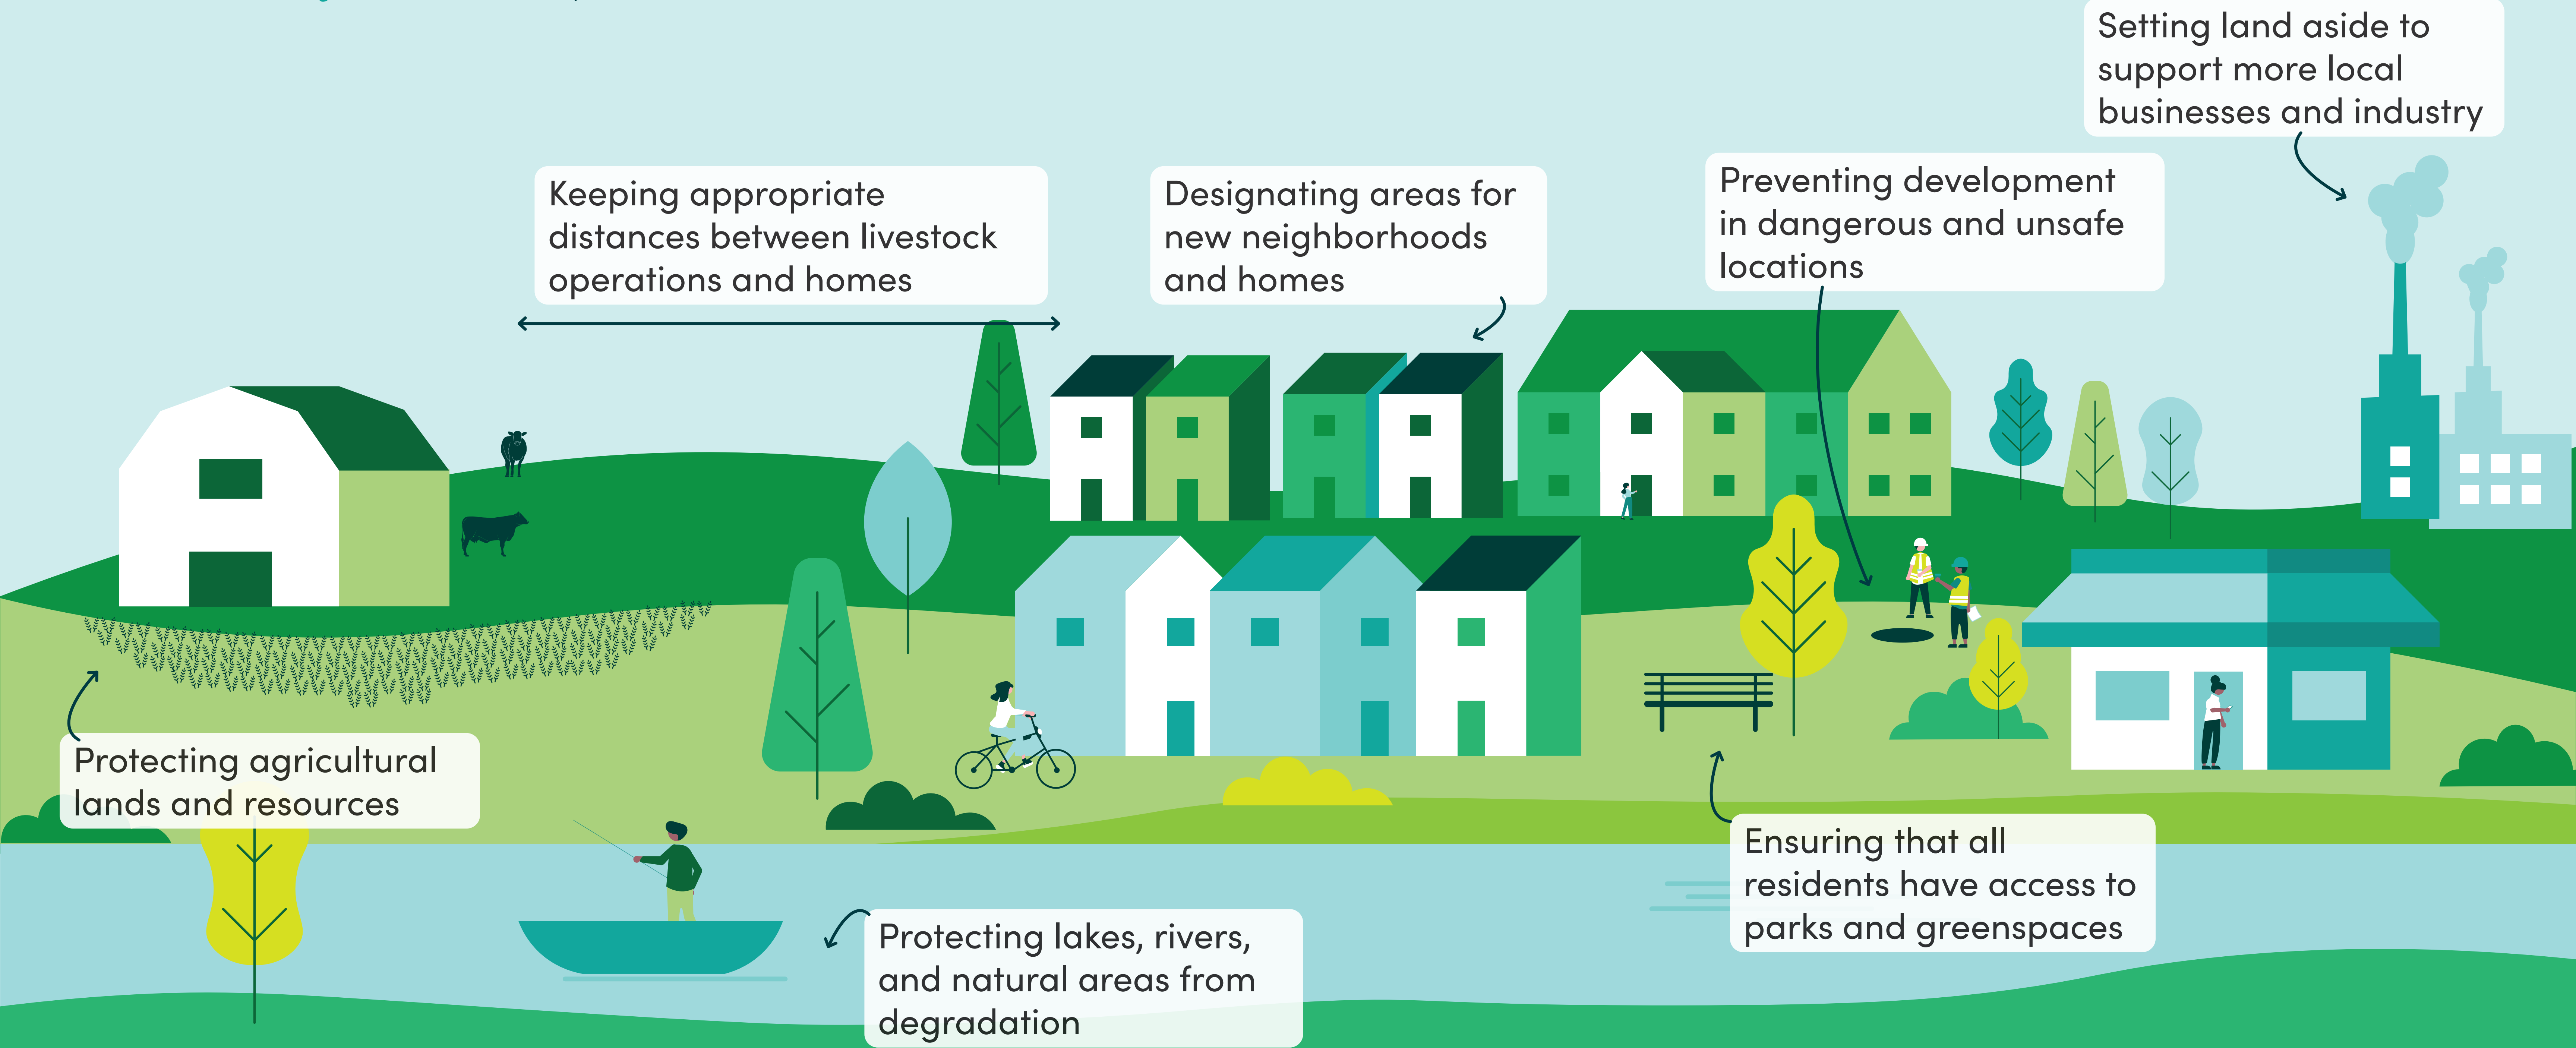 Setting land aside to
support more local
businesses and industry
Keeping appropriate
distances between livestock
operations and homes
Designating areas for
new neighborhoods
and homes
Preventing development
in dangerous and unsafe
locations
Protecting agricultural
lands and resources
Ensuring that all
residents have access to
parks and greenspaces
Protecting lakes, rivers,
and natural areas from
degradation